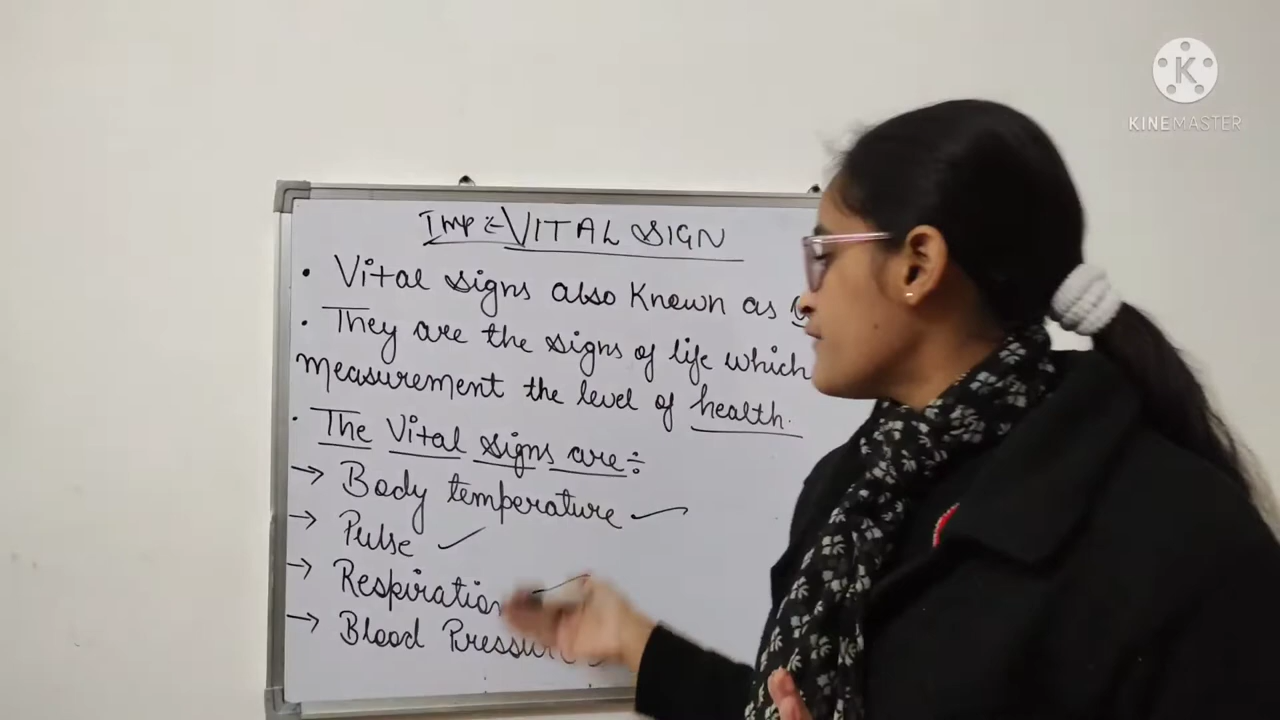 KINEMASTER
Imp :- VITAL SIGN
• Vital signs also known as
• They are the signs of life which
measurement the level of health.
• The Vital signs are÷
→ Body temperature
→ Pulse
→ Respiration
→ Blood